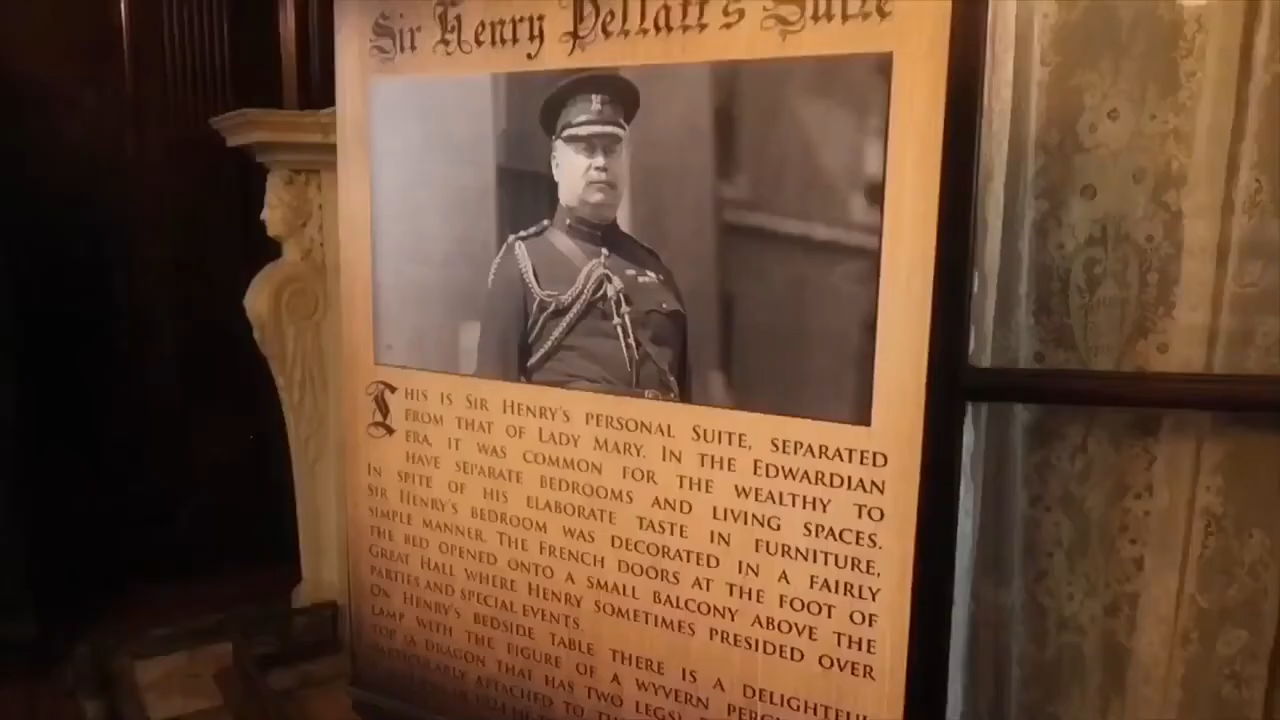 Sir Henry Pellatt's Suite
THIS IS SIR HENRY'S PERSONAL SUITE, SEPARATED
FROM THAT OF LADY MARY. IN THE EDWARDIAN
ERA, IT WAS COMMON FOR THE WEALTHY TO
HAVE SEPARATE BEDROOMS AND LIVING SPACES.
IN SPITE OF HIS ELABORATE TASTE IN FURNITURE,
SIR HENRY'S BEDROOM WAS DECORATED IN A FAIRLY
SIMPLE MANNER. THE FRENCH DOORS AT THE FOOT OF
THE BED OPENED ONTO A SMALL BALCONY ABOVE THE
GREAT HALL WHERE HENRY SOMETIMES PRESIDED OVER
PARTIES AND SPECIAL EVENTS.
ON HENRY'S BEDSIDE TABLE THERE IS A DELIGHTFUL
LAMP WITH THE FIGURE OF A WYVERN
TOP (A DRAGON THAT HAS TWO LEGS).
PARTICULARLY ATTACHED TO